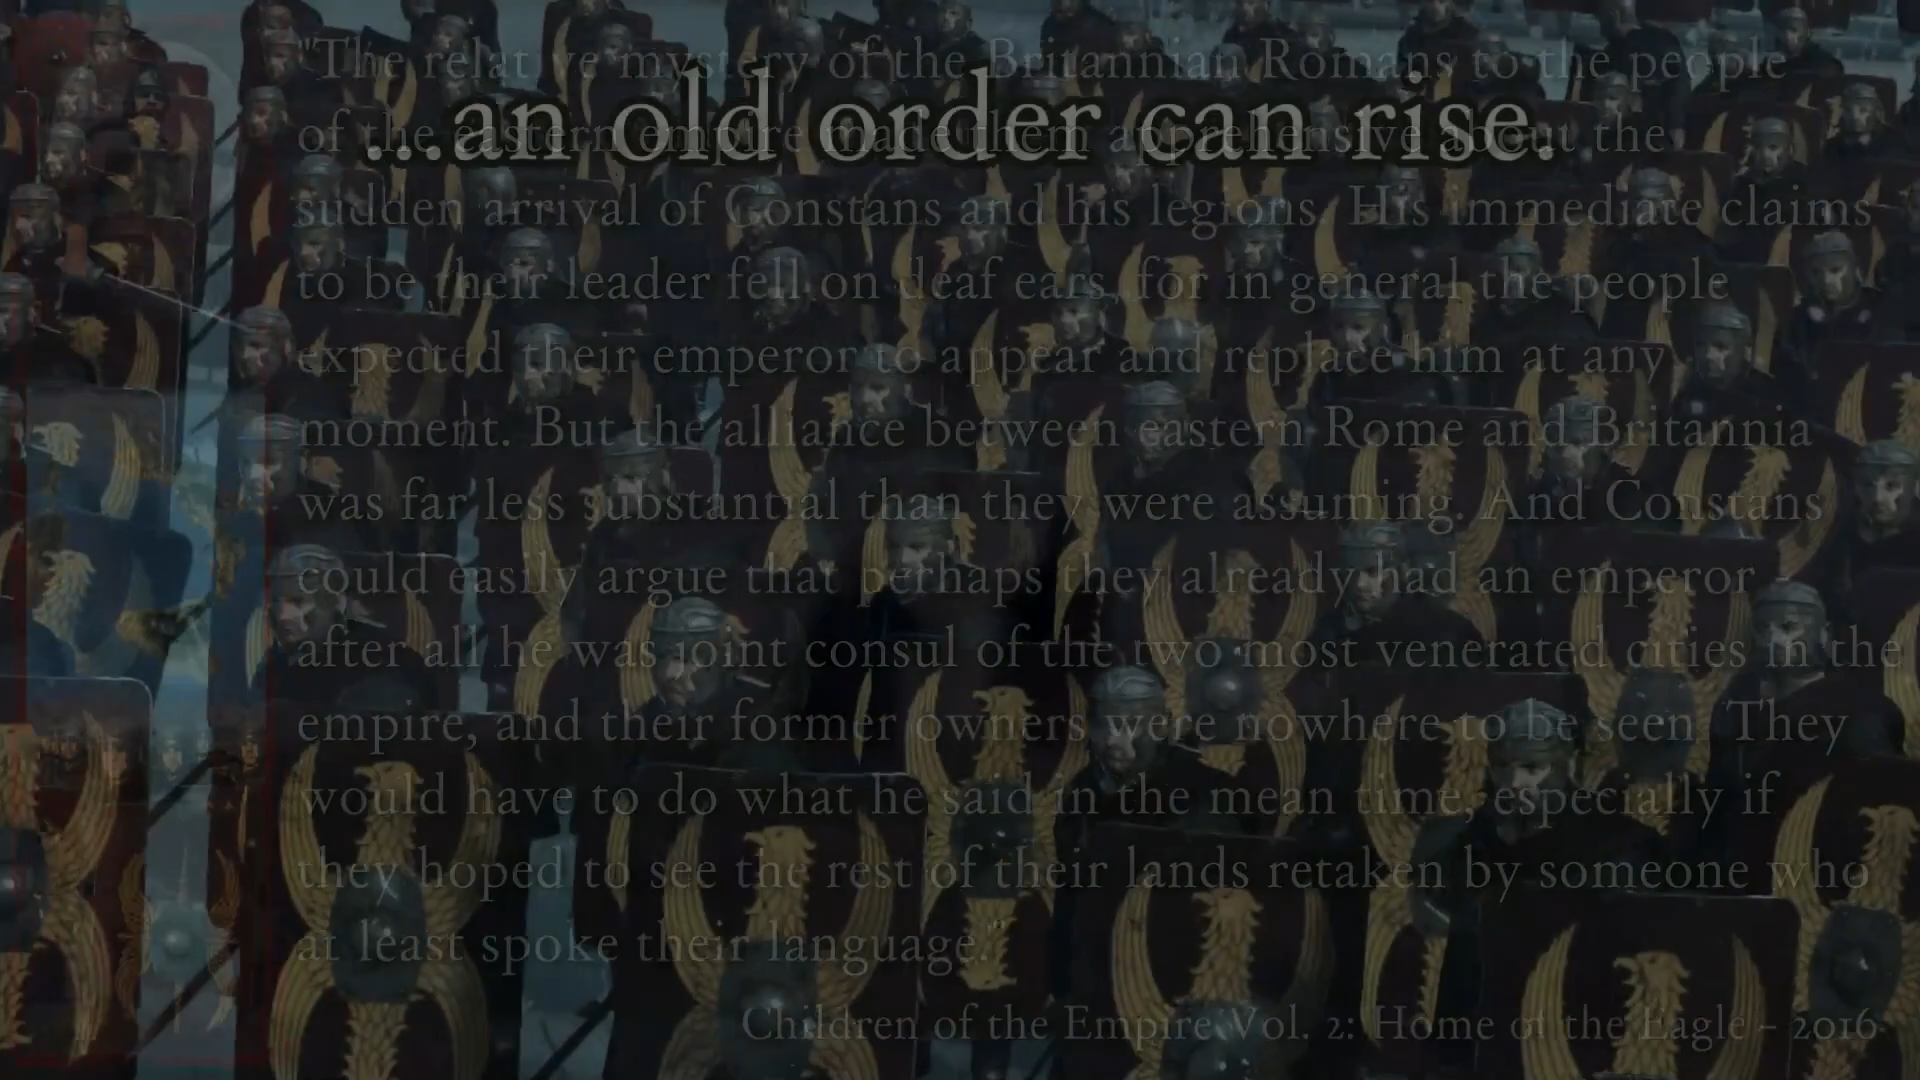 "The relative mystery of the Britannian Romans to the people
...an old order can rise.
of the eastern empire made them apprehensive about the
sudden arrival of Constans and his legions. His immediate claims
to be their leader fell on deaf ears, for in general the people
expected their emperor to appear and replace him at any
moment. But the alliance between eastern Rome and Britannia
was far less substantial than they were assuming. And Constans
could easily argue that perhaps they already had an emperor
after all he was joint consul of the two most venerated cities in the
empire, and their former owners were nowhere to be seen. They
would have to do what he said in the mean time, especially if
they hoped to see the rest of their lands retaken by someone who
at least spoke their language."
Children of the Empire Vol. 2: Home of the Eagle - 2016